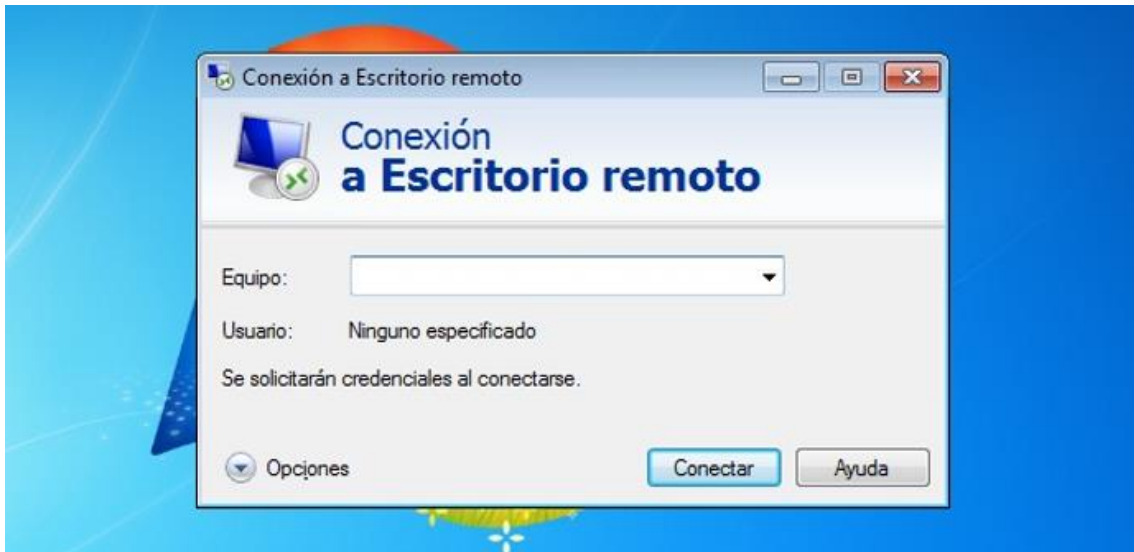 Conexión a Escritorio remoto
Conexión
a Escritorio remoto
Equipo:
Usuario: Ninguno especificado
Se solicitarán credenciales al conectarse.
Opciones Conectar Ayuda